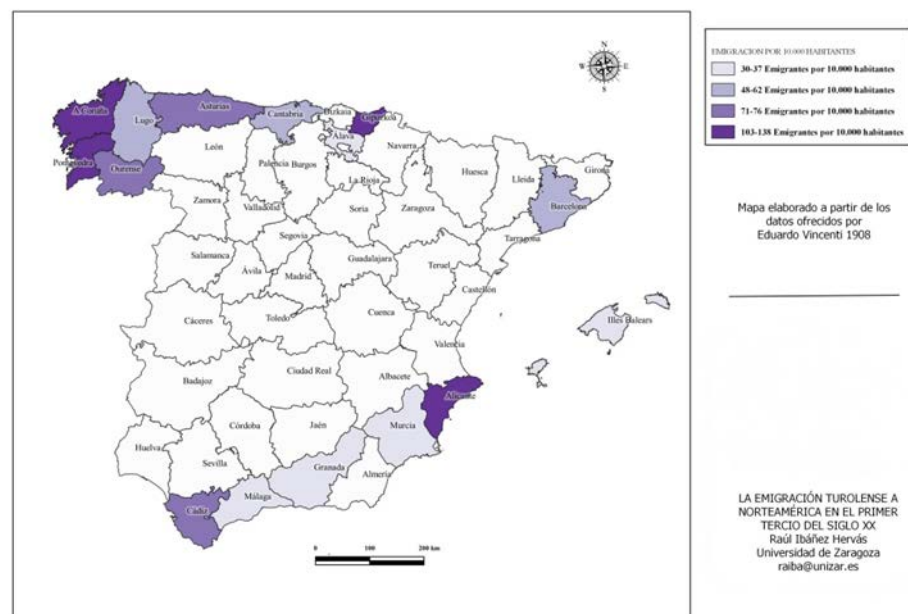 N
W
E
S
A Coruña
Lugo
Asturias
Cantabria
Bizkaia
Gipuzkoa
Álava
Pontevedra
Ourense
León
Palencia
Burgos
Navarra
La Rioja
Huesca
Lleida
Girona
Barcelona
Zamora
Valladolid
Soria
Zaragoza
Tarragona
Segovia
Salamanca
Ávila
Madrid
Guadalajara
Teruel
Castellón
Cáceres
Toledo
Cuenca
Valencia
Illes Balears
Badajoz
Ciudad Real
Albacete
Alicante
Murcia
Huelva
Córdoba
Jaén
Sevilla
Granada
Almería
Málaga
Cádiz
0 100 200 km
EMIGRACION POR 10.000 HABITANTES
30-37 Emigrantes por 10.000 habitantes
48-62 Emigrantes por 10.000 habitantes
71-76 Emigrantes por 10.000 habitantes
103-138 Emigrantes por 10.000 habitantes
Mapa elaborado a partir de los
datos ofrecidos por
Eduardo Vincenti 1908
LA EMIGRACIÓN TUROLENSE A
NORTEAMÉRICA EN EL PRIMER
TERCIO DEL SIGLO XX
Raúl Ibáñez Hervás
Universidad de Zaragoza
raiba@unizar.es